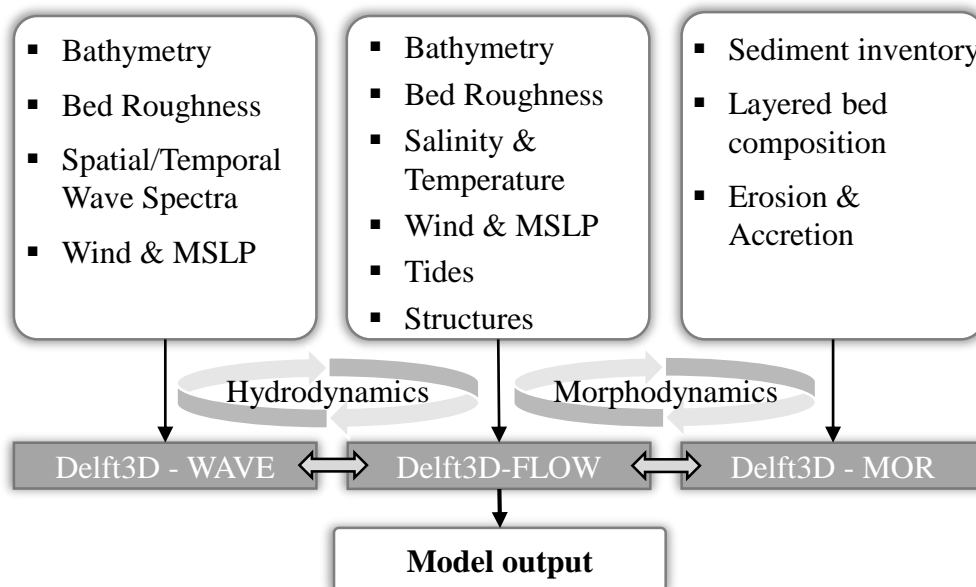 Bathymetry
Bed Roughness
Spatial/Temporal
Wave Spectra
Wind & MSLP
Bathymetry
Bed Roughness
Salinity &
Temperature
Wind & MSLP
Tides
Structures
Sediment inventory
Layered bed
composition
Erosion &
Accretion
Hydrodynamics
Morphodynamics
Delft3D - WAVE
Delft3D-FLOW
Delft3D - MOR
Model output